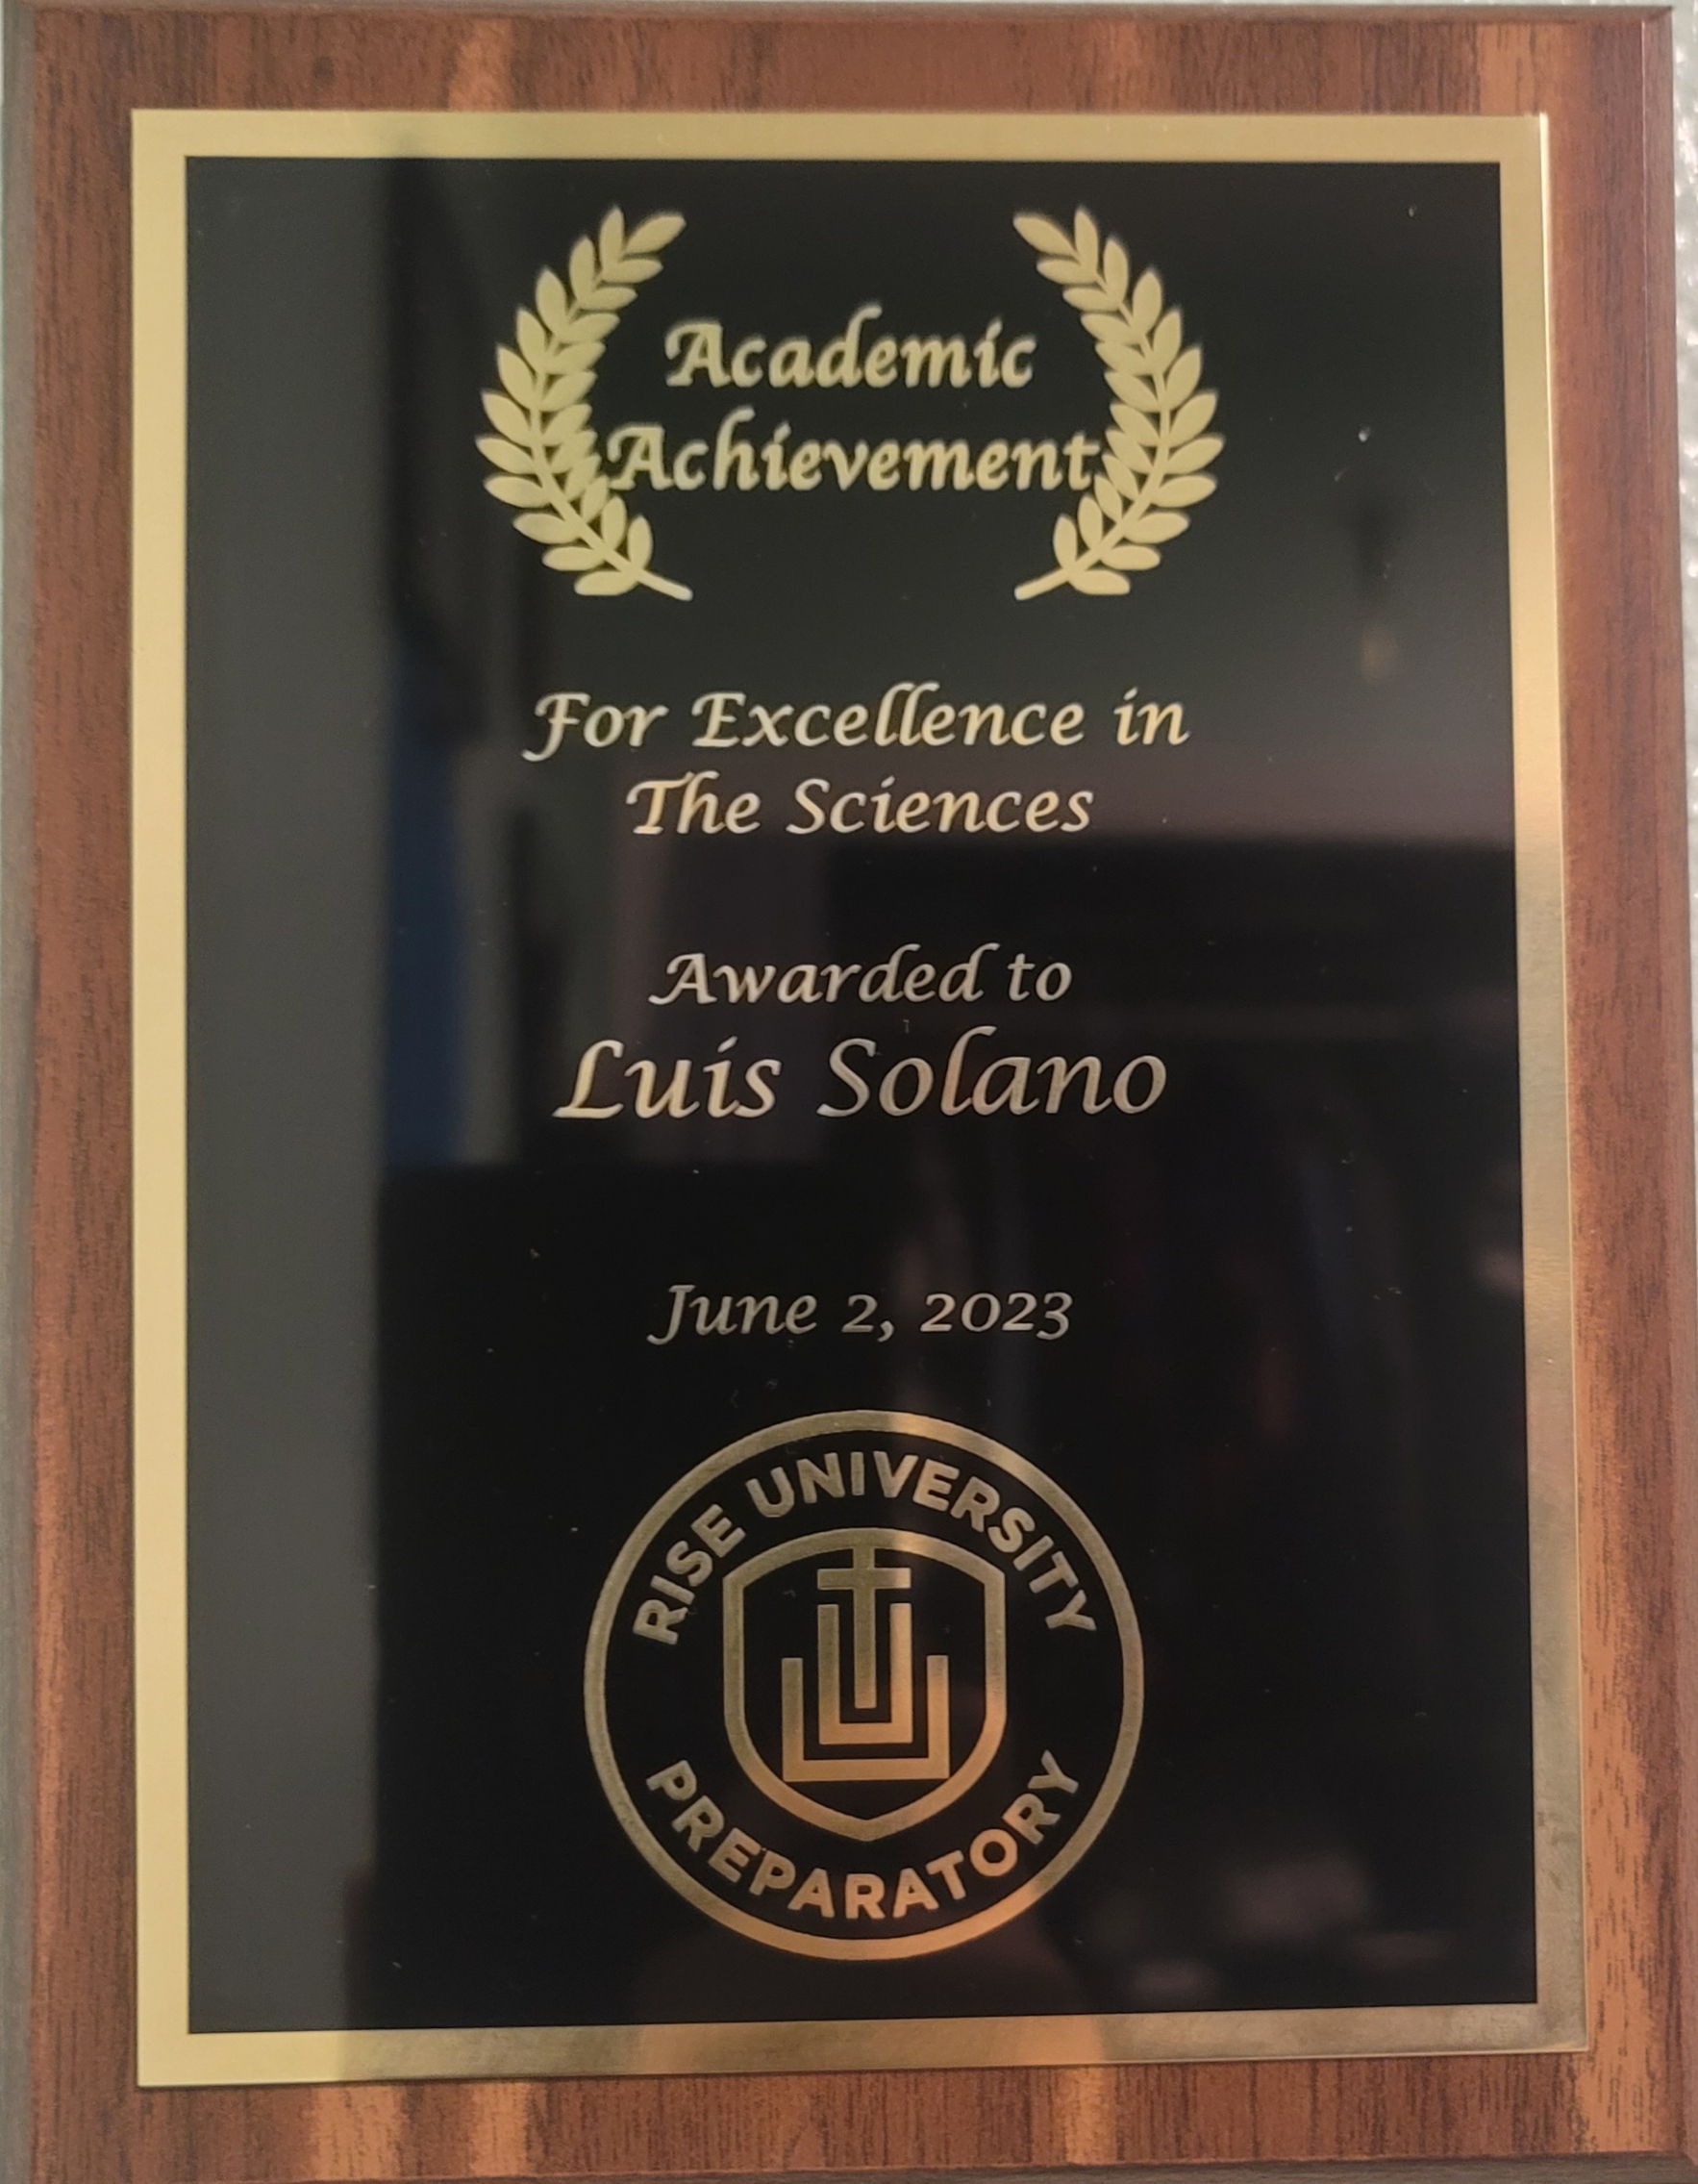 Academic
Achievement
For Excellence in
The Sciences
Awarded to
Luis Solano
June 2, 2023
RISE UNIVERSITY
PREPARATORY